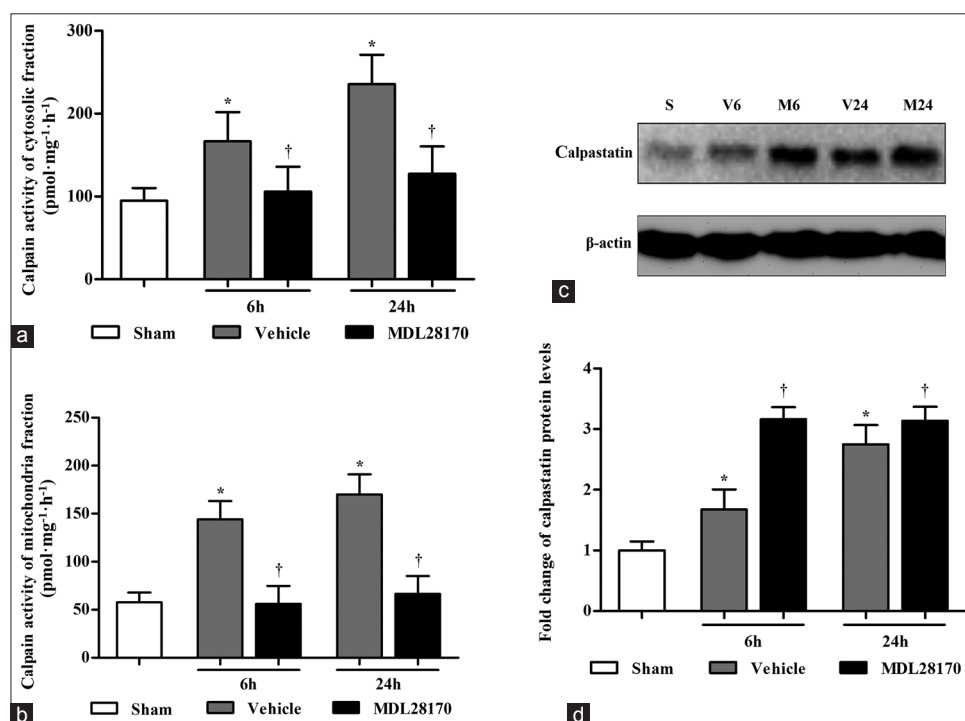 Calpain activity of cytosolic fraction
(pmol·mg⁻¹·h⁻¹)
300
200
100
0
*
†
*
†
6h
24h
Sham
Vehicle
MDL28170
a
Calpain activity of mitochondria fraction
(pmol·mg⁻¹·h⁻¹)
250
200
150
100
50
0
*
†
*
†
6h
24h
Sham
Vehicle
MDL28170
b
S V6 M6 V24 M24
Calpastatin
β-actin
c
Fold change of calpastatin protein levels
4
3
2
1
0
*
†
*
†
6h
24h
Sham
Vehicle
MDL28170
d